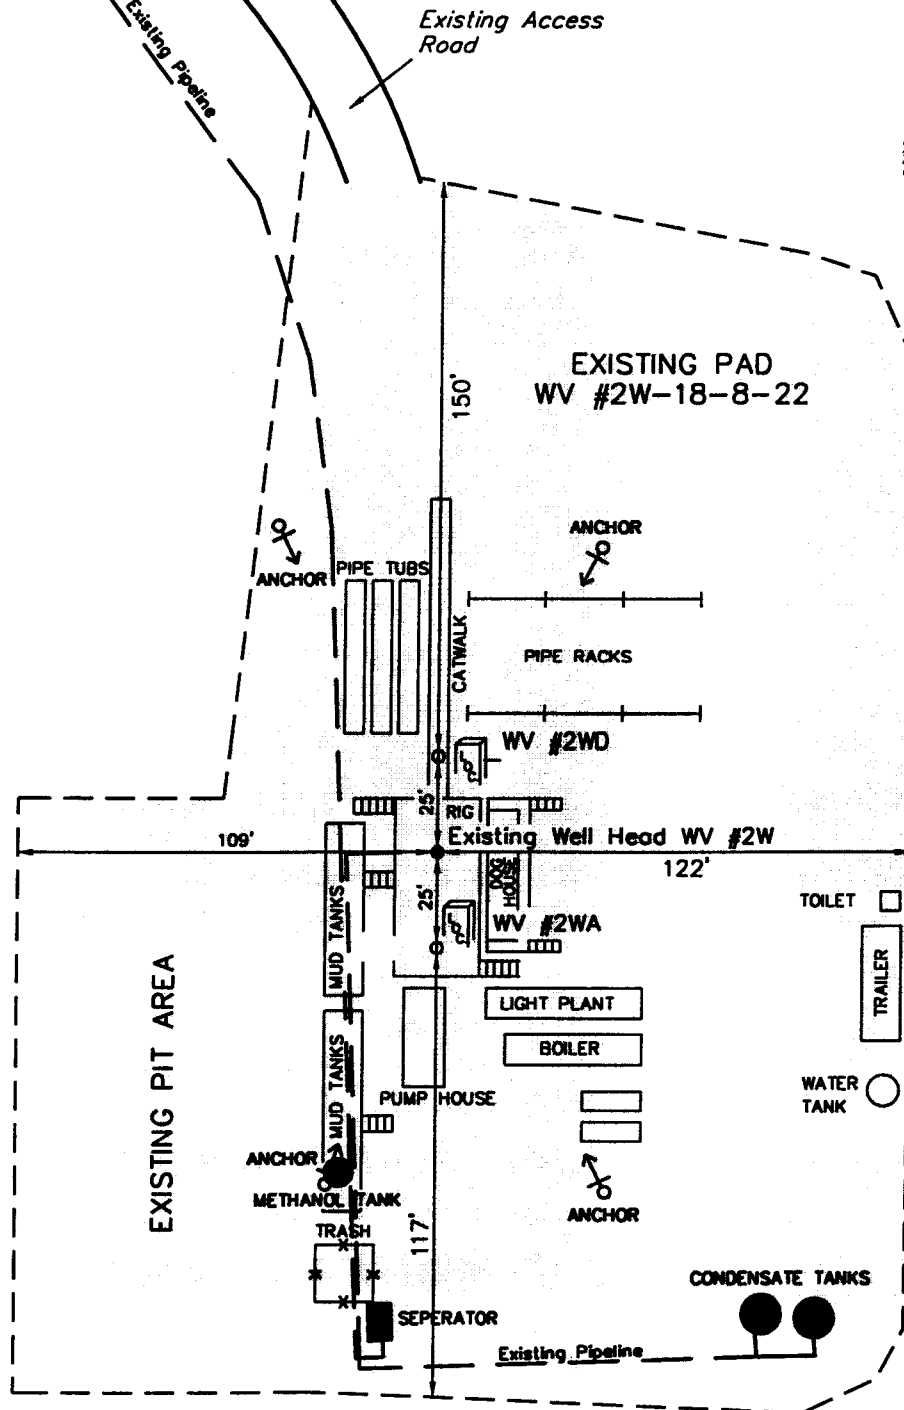 Existing Access
Road
Existing Pipeline
150'
EXISTING PAD
WV #2W-18-8-22
ANCHOR
ANCHOR
PIPE TUBS
CATWALK
PIPE RACKS
WV #2WD
25'
RIG
109'
Existing Well Head WV #2W
122'
DOG
HOUSE
25'
WV #2WA
TOILET
MUD TANKS
TRAILER
LIGHT PLANT
BOILER
EXISTING PIT AREA
MUD TANKS
PUMP HOUSE
WATER
TANK
ANCHOR
METHANOL TANK
ANCHOR
TRASH
117'
CONDENSATE TANKS
SEPERATOR
Existing Pipeline